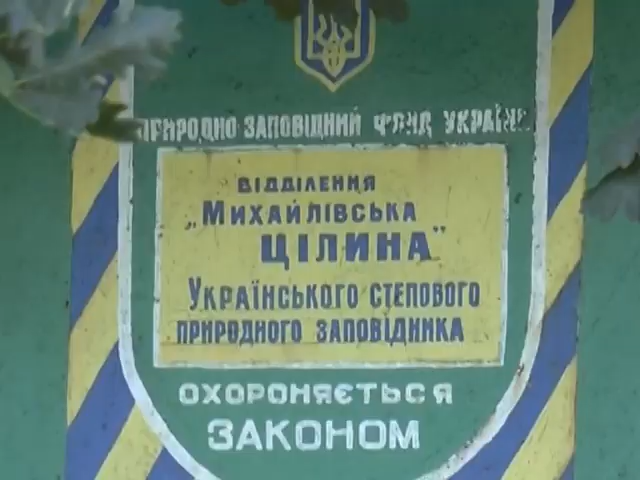 ПРИРОДНО ЗАПОВІДНИЙ ФОНД УКРАЇНИ
ВІДДІЛЕННЯ
„МИХАЙЛІВСЬКА
ЦІЛИНА"
УКРАЇНСЬКОГО СТЕПОВОГО
ПРИРОДНОГО ЗАПОВІДНИКА
ОХОРОНЯЄТЬСЯ
ЗАКОНОМ